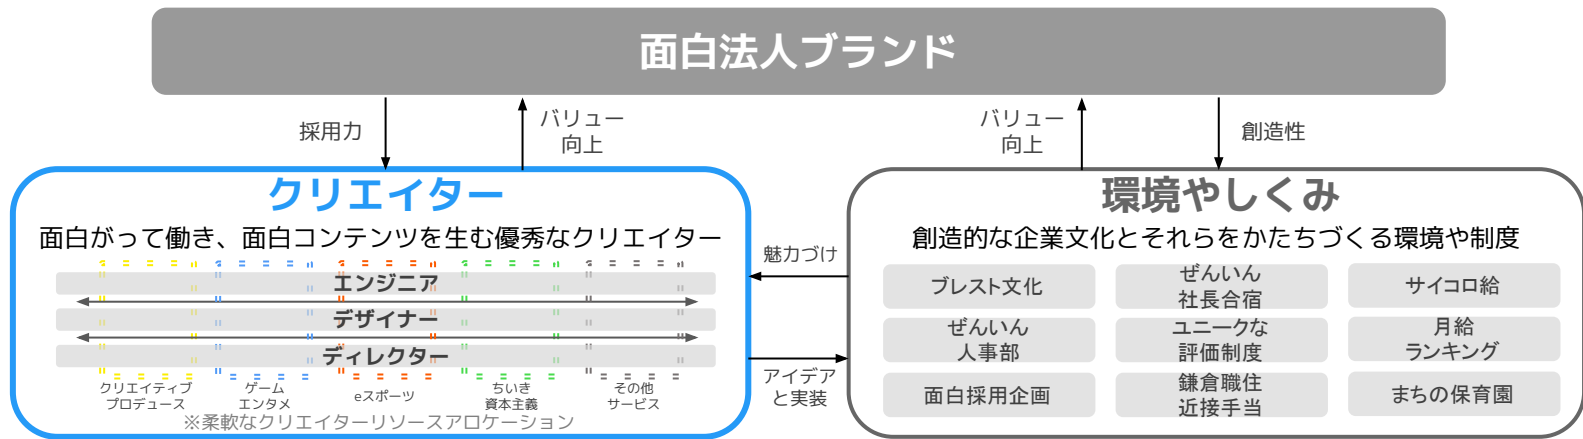 面白法人ブランド
採用力
バリュー
向上
バリュー
向上
創造性
クリエイター
面白がって働き、面白コンテンツを生む優秀なクリエイター
エンジニア
デザイナー
ディレクター
クリエイティブ
プロデュース
ゲーム
エンタメ
eスポーツ
ちいき
資本主義
その他
サービス
※柔軟なクリエイターリソースアロケーション
魅力づけ
アイデア
と実装
環境やしくみ
創造的な企業文化とそれらをかたちづくる環境や制度
ブレスト文化
ぜんいん
社長合宿
サイコロ給
ぜんいん
人事部
ユニークな
評価制度
月給
ランキング
面白採用企画
鎌倉職住
近接手当
まちの保育園